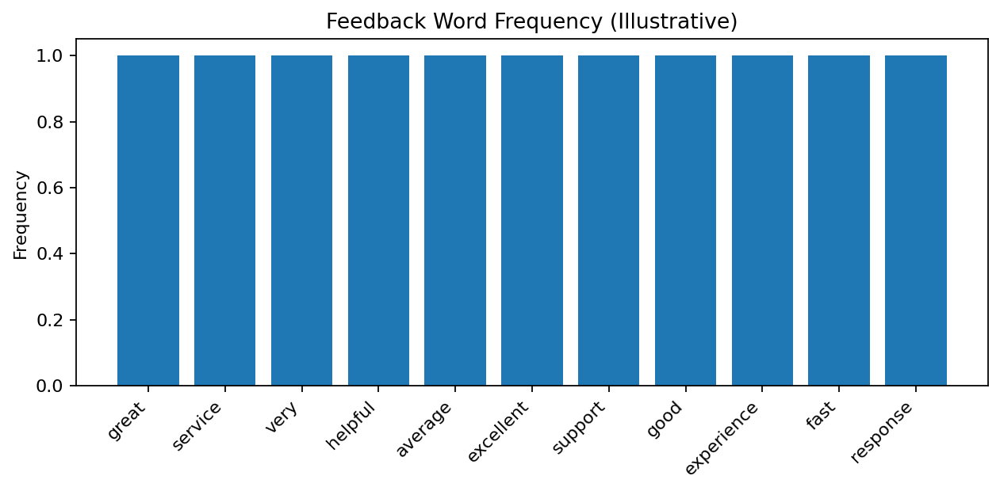 Feedback Word Frequency (Illustrative)
Frequency
1.0
0.8
0.6
0.4
0.2
0.0
great
service
very
helpful
average
excellent
support
good
experience
fast
response